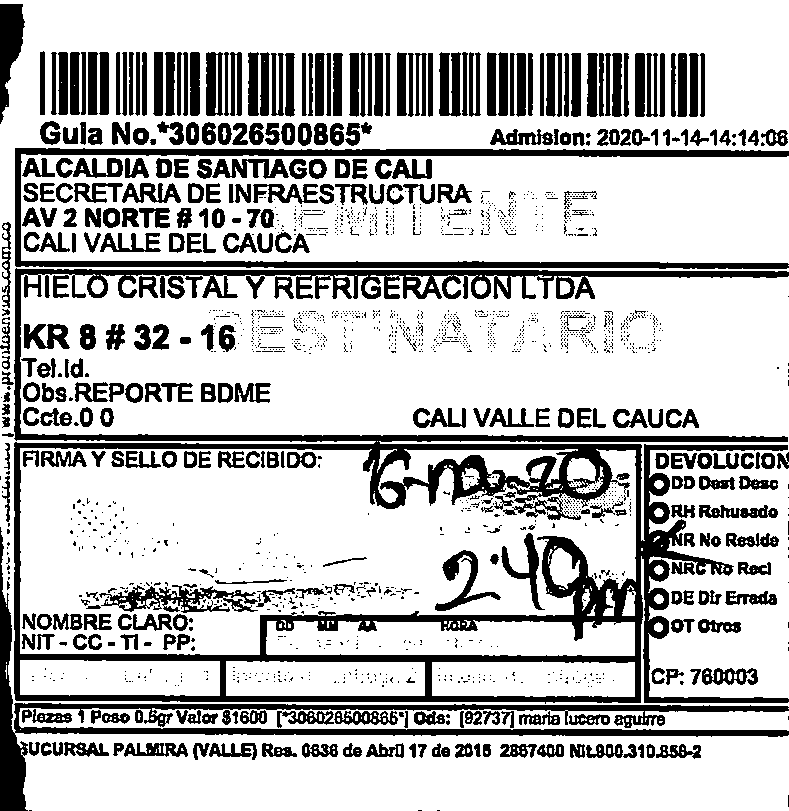 Guia No.*306026500865*
Admision: 2020-11-14-14:14:06
ALCALDIA DE SANTIAGO DE CALI
SECRETARIA DE INFRAESTRUCTURA
AV 2 NORTE # 10 - 70
REMITENTE
CALI VALLE DEL CAUCA
HIELO CRISTAL Y REFRIGERACION LTDA
DESTINATARIO
KR 8 # 32 - 16
Tel.Id.
Obs.REPORTE BDME
Ccte.0 0
CALI VALLE DEL CAUCA
www.prontoenvios.com.co
FIRMA Y SELLO DE RECIBIDO:
16-nov-20
2:40 pm
NOMBRE CLARO:
NIT - CC - TI - PP:
DD MM AA HORA
DEVOLUCION
DD Dest Desc
RH Rehusado
NR No Reside
NRC No Recl
DE Dir Errada
OT Otros
CP: 760003
Piezas 1 Peso 0.5gr Valor $1600 [*306026500865*] Ods: [92737] maria lucero aguirre
SUCURSAL PALMIRA (VALLE) Res. 0636 de Abril 17 de 2015 2867400 Nit.900.310.856-2